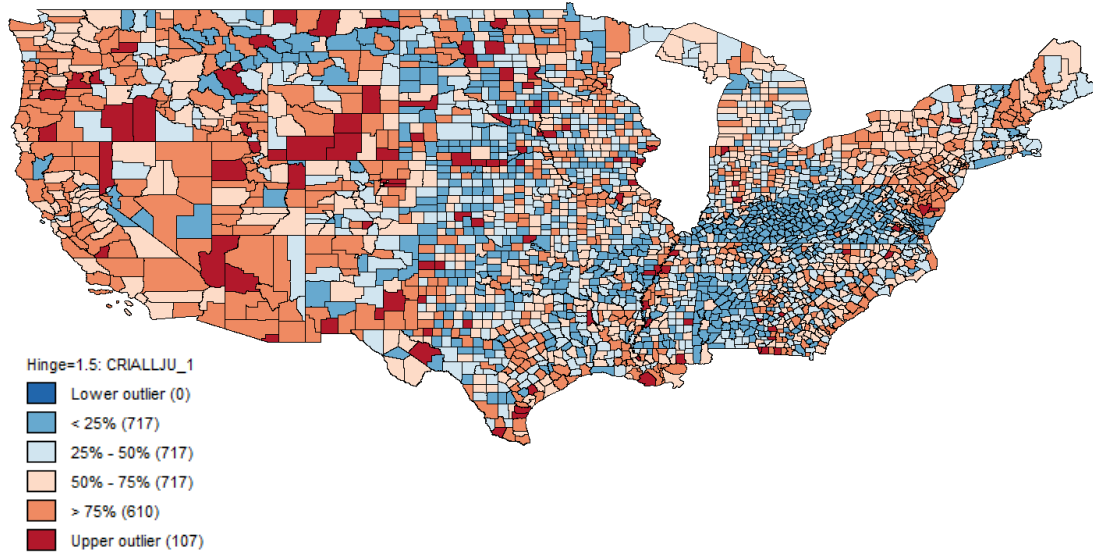 Hinge=1.5: CRIALLJU_1
Lower outlier (0)
< 25% (717)
25% - 50% (717)
50% - 75% (717)
> 75% (610)
Upper outlier (107)